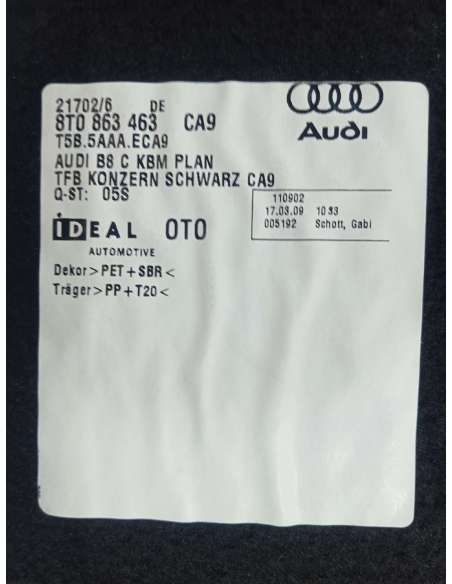 21702/6 DE
8T0 863 463 CA9
T5B.5AAA.ECA9
AUDI B8 C KBM PLAN
TFB KONZERN SCHWARZ CA9
Q-ST: 05S
Audi
110902
17.03.09 10 33
005192 Schott, Gabi
iDEAL OTO
AUTOMOTIVE
Dekor>PET+SBR<
Träger>PP+T20<